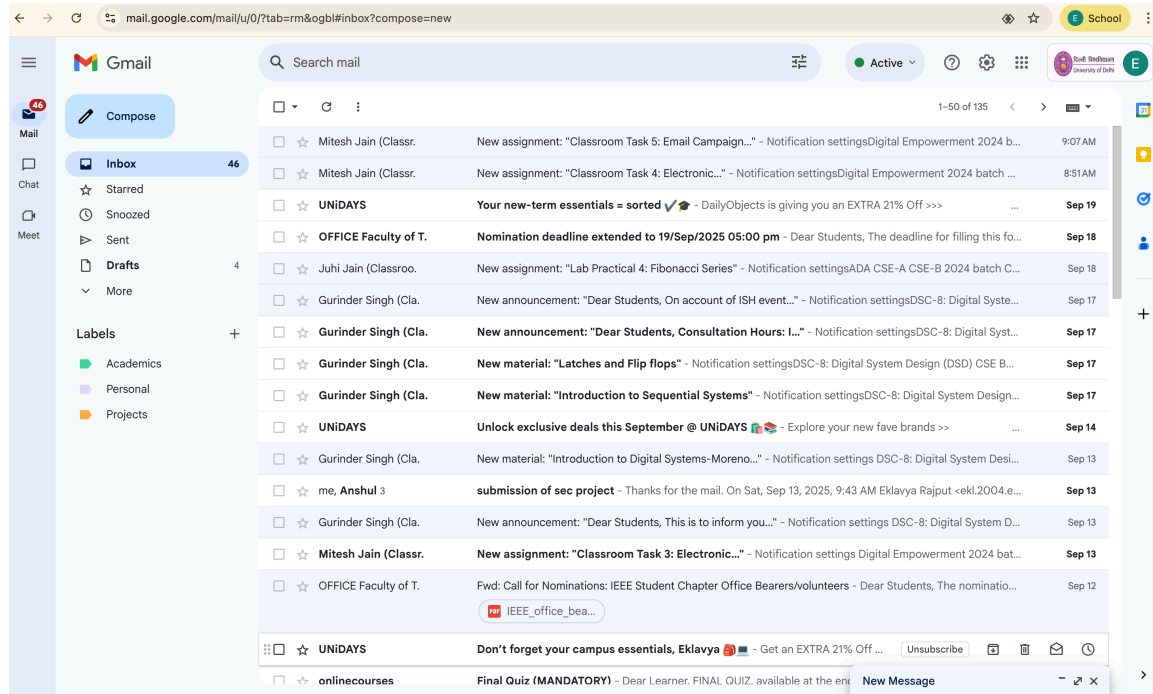 mail.google.com/mail/u/0/?tab=rm&ogbl#inbox?compose=new
E School
Gmail
Search mail
Active
दिल्ली विश्वविद्यालय
University of Delhi
E
46
Mail
Chat
Meet
Compose
Inbox 46
Starred
Snoozed
Sent
Drafts 4
More
Labels
Academics
Personal
Projects
1–50 of 135
Mitesh Jain (Classr. New assignment: "Classroom Task 5: Email Campaign..." - Notification settingsDigital Empowerment 2024 b... 9:07 AM
Mitesh Jain (Classr. New assignment: "Classroom Task 4: Electronic..." - Notification settingsDigital Empowerment 2024 batch ... 8:51 AM
UNiDAYS Your new-term essentials = sorted ✔️🎓 - DailyObjects is giving you an EXTRA 21% Off >>> ... Sep 19
OFFICE Faculty of T. Nomination deadline extended to 19/Sep/2025 05:00 pm - Dear Students, The deadline for filling this fo... Sep 18
Juhi Jain (Classroo. New assignment: "Lab Practical 4: Fibonacci Series" - Notification settingsADA CSE-A CSE-B 2024 batch C... Sep 18
Gurinder Singh (Cla. New announcement: "Dear Students, On account of ISH event..." - Notification settingsDSC-8: Digital Syste... Sep 17
Gurinder Singh (Cla. New announcement: "Dear Students, Consultation Hours: I..." - Notification settingsDSC-8: Digital Syst... Sep 17
Gurinder Singh (Cla. New material: "Latches and Flip flops" - Notification settingsDSC-8: Digital System Design (DSD) CSE B... Sep 17
Gurinder Singh (Cla. New material: "Introduction to Sequential Systems" - Notification settingsDSC-8: Digital System Design... Sep 17
UNiDAYS Unlock exclusive deals this September @ UNiDAYS 🛍️📚 - Explore your new fave brands >> ... Sep 14
Gurinder Singh (Cla. New material: "Introduction to Digital Systems-Moreno..." - Notification settings DSC-8: Digital System Desi... Sep 13
me, Anshul 3 submission of sec project - Thanks for the mail. On Sat, Sep 13, 2025, 9:43 AM Eklavya Rajput <ekl.2004.e... Sep 13
Gurinder Singh (Cla. New announcement: "Dear Students, This is to inform you..." - Notification settings DSC-8: Digital System D... Sep 13
Mitesh Jain (Classr. New assignment: "Classroom Task 3: Electronic..." - Notification settings Digital Empowerment 2024 bat... Sep 13
OFFICE Faculty of T. Fwd: Call for Nominations: IEEE Student Chapter Office Bearers/volunteers - Dear Students, The nominatio... Sep 12
PDF IEEE_office_bea...
UNiDAYS Don't forget your campus essentials, Eklavya 🎒💻 - Get an EXTRA 21% Off ... Unsubscribe
onlinecourses Final Quiz (MANDATORY) - Dear Learner, FINAL QUIZ, available at the end
New Message
31